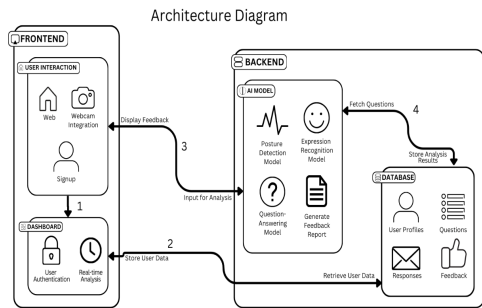 Architecture Diagram
FRONTEND
USER INTERACTION
Web
Webcam
Integration
Signup
1
DASHBOARD
User
Authentication
Real-time
Analysis
Display Feedback
3
Input for Analysis
2
Store User Data
Retrieve User Data
BACKEND
AI MODEL
Posture
Detection
Model
Expression
Recognition
Model
?
Question-
Answering
Model
Generate
Feedback
Report
Fetch Questions
4
Store Analysis
Results
DATABASE
User Profiles
Questions
Responses
Feedback